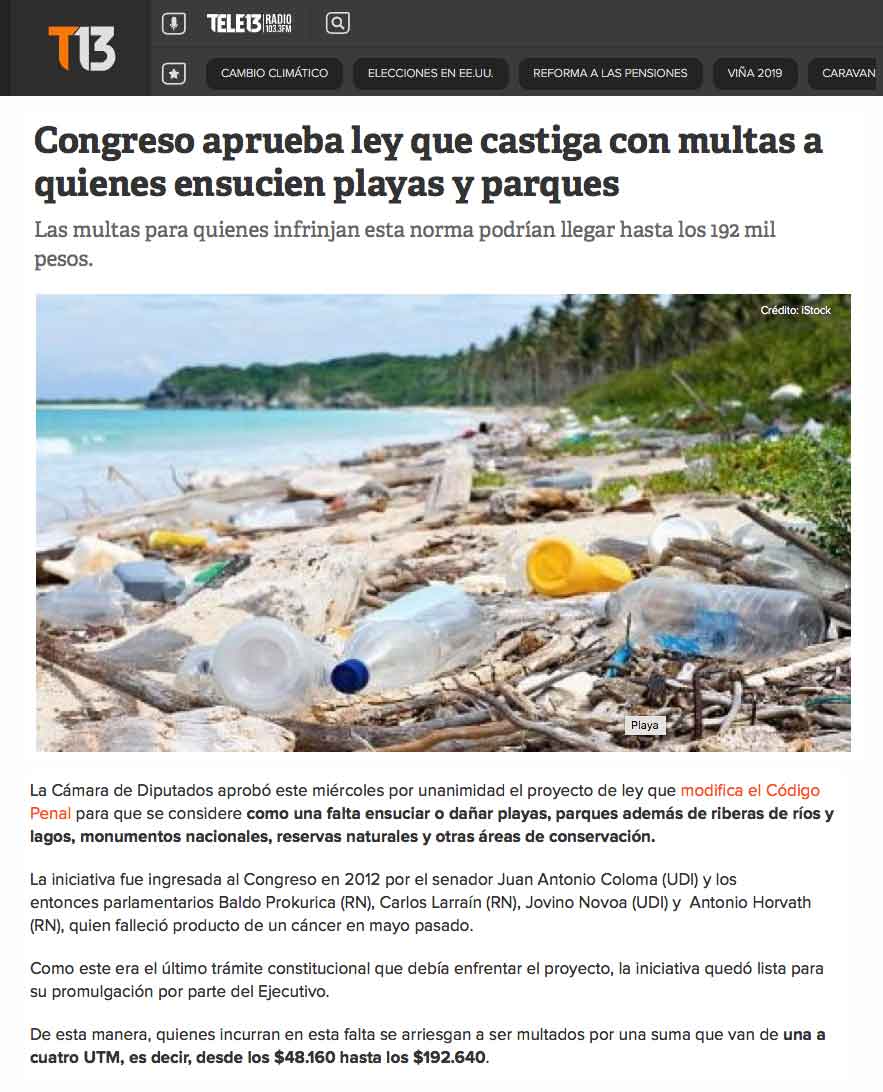 T13
TELE13 RADIO 103.3FM
CAMBIO CLIMÁTICO
ELECCIONES EN EE.UU.
REFORMA A LAS PENSIONES
VIÑA 2019
CARAVAN
Congreso aprueba ley que castiga con multas a
quienes ensucien playas y parques
Las multas para quienes infrinjan esta norma podrían llegar hasta los 192 mil
pesos.
Crédito: iStock
Playa
La Cámara de Diputados aprobó este miércoles por unanimidad el proyecto de ley que modifica el Código
Penal para que se considere como una falta ensuciar o dañar playas, parques además de riberas de ríos y
lagos, monumentos nacionales, reservas naturales y otras áreas de conservación.
La iniciativa fue ingresada al Congreso en 2012 por el senador Juan Antonio Coloma (UDI) y los
entonces parlamentarios Baldo Prokurica (RN), Carlos Larraín (RN), Jovino Novoa (UDI) y  Antonio Horvath
(RN), quien falleció producto de un cáncer en mayo pasado.
Como este era el último trámite constitucional que debía enfrentar el proyecto, la iniciativa quedó lista para
su promulgación por parte del Ejecutivo.
De esta manera, quienes incurran en esta falta se arriesgan a ser multados por una suma que van de una a
cuatro UTM, es decir, desde los $48.160 hasta los $192.640.